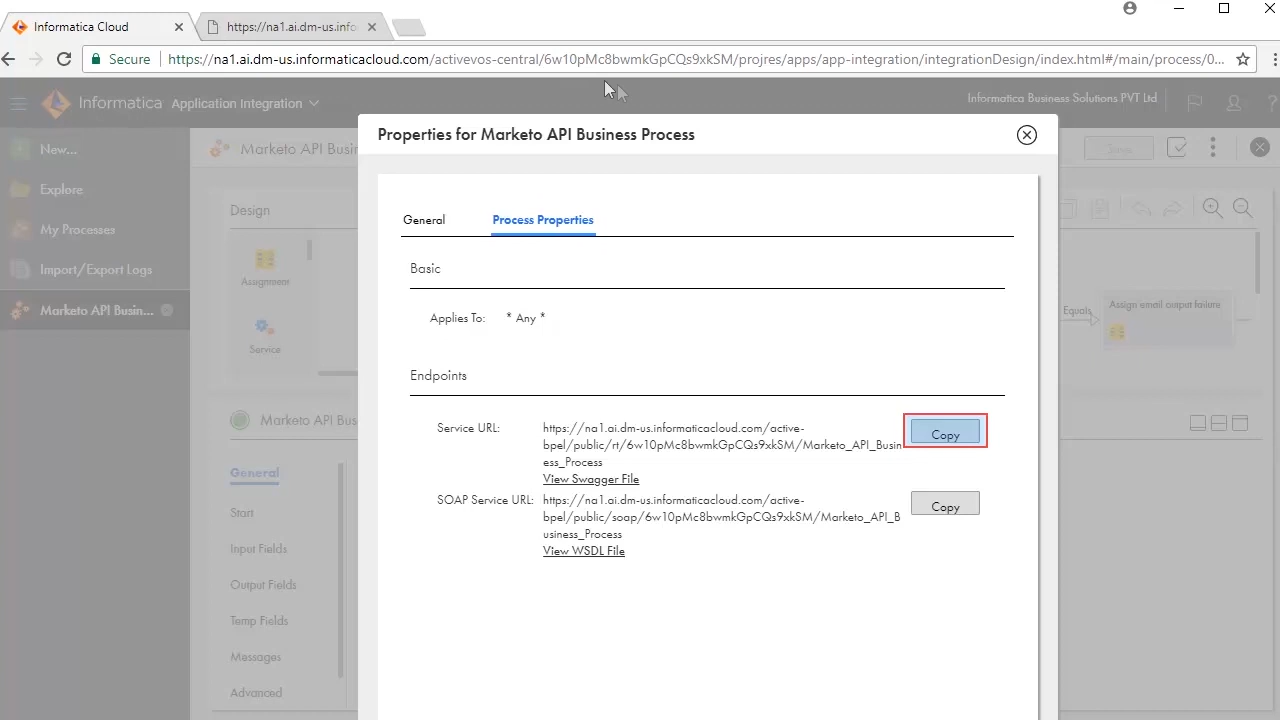 Informatica Cloud
https://na1.ai.dm-us.info
Secure
https://na1.ai.dm-us.informaticacloud.com/activevos-central/6w10pMc8bwmkGpCQs9xkSM/projres/apps/app-integration/integrationDesign/index.html#/main/process/0...
Informatica Application Integration
Informatica Business Solutions PVT Ltd
New...
Explore
My Processes
Import/Export Logs
Marketo API Busin...
Marketo API Busin
Save
Design
Assignment
Service
Equals
Assign email output failure
Marketo API Bus
General
Start
Input Fields
Output Fields
Temp Fields
Messages
Advanced
Properties for Marketo API Business Process
General
Process Properties
Basic
Applies To: * Any *
Endpoints
Service URL: https://na1.ai.dm-us.informaticacloud.com/active-
bpel/public/rt/6w10pMc8bwmkGpCQs9xkSM/Marketo_API_Busin
ess_Process
Copy
View Swagger File
SOAP Service URL: https://na1.ai.dm-us.informaticacloud.com/active-
bpel/public/soap/6w10pMc8bwmkGpCQs9xkSM/Marketo_API_B
usiness_Process
Copy
View WSDL File